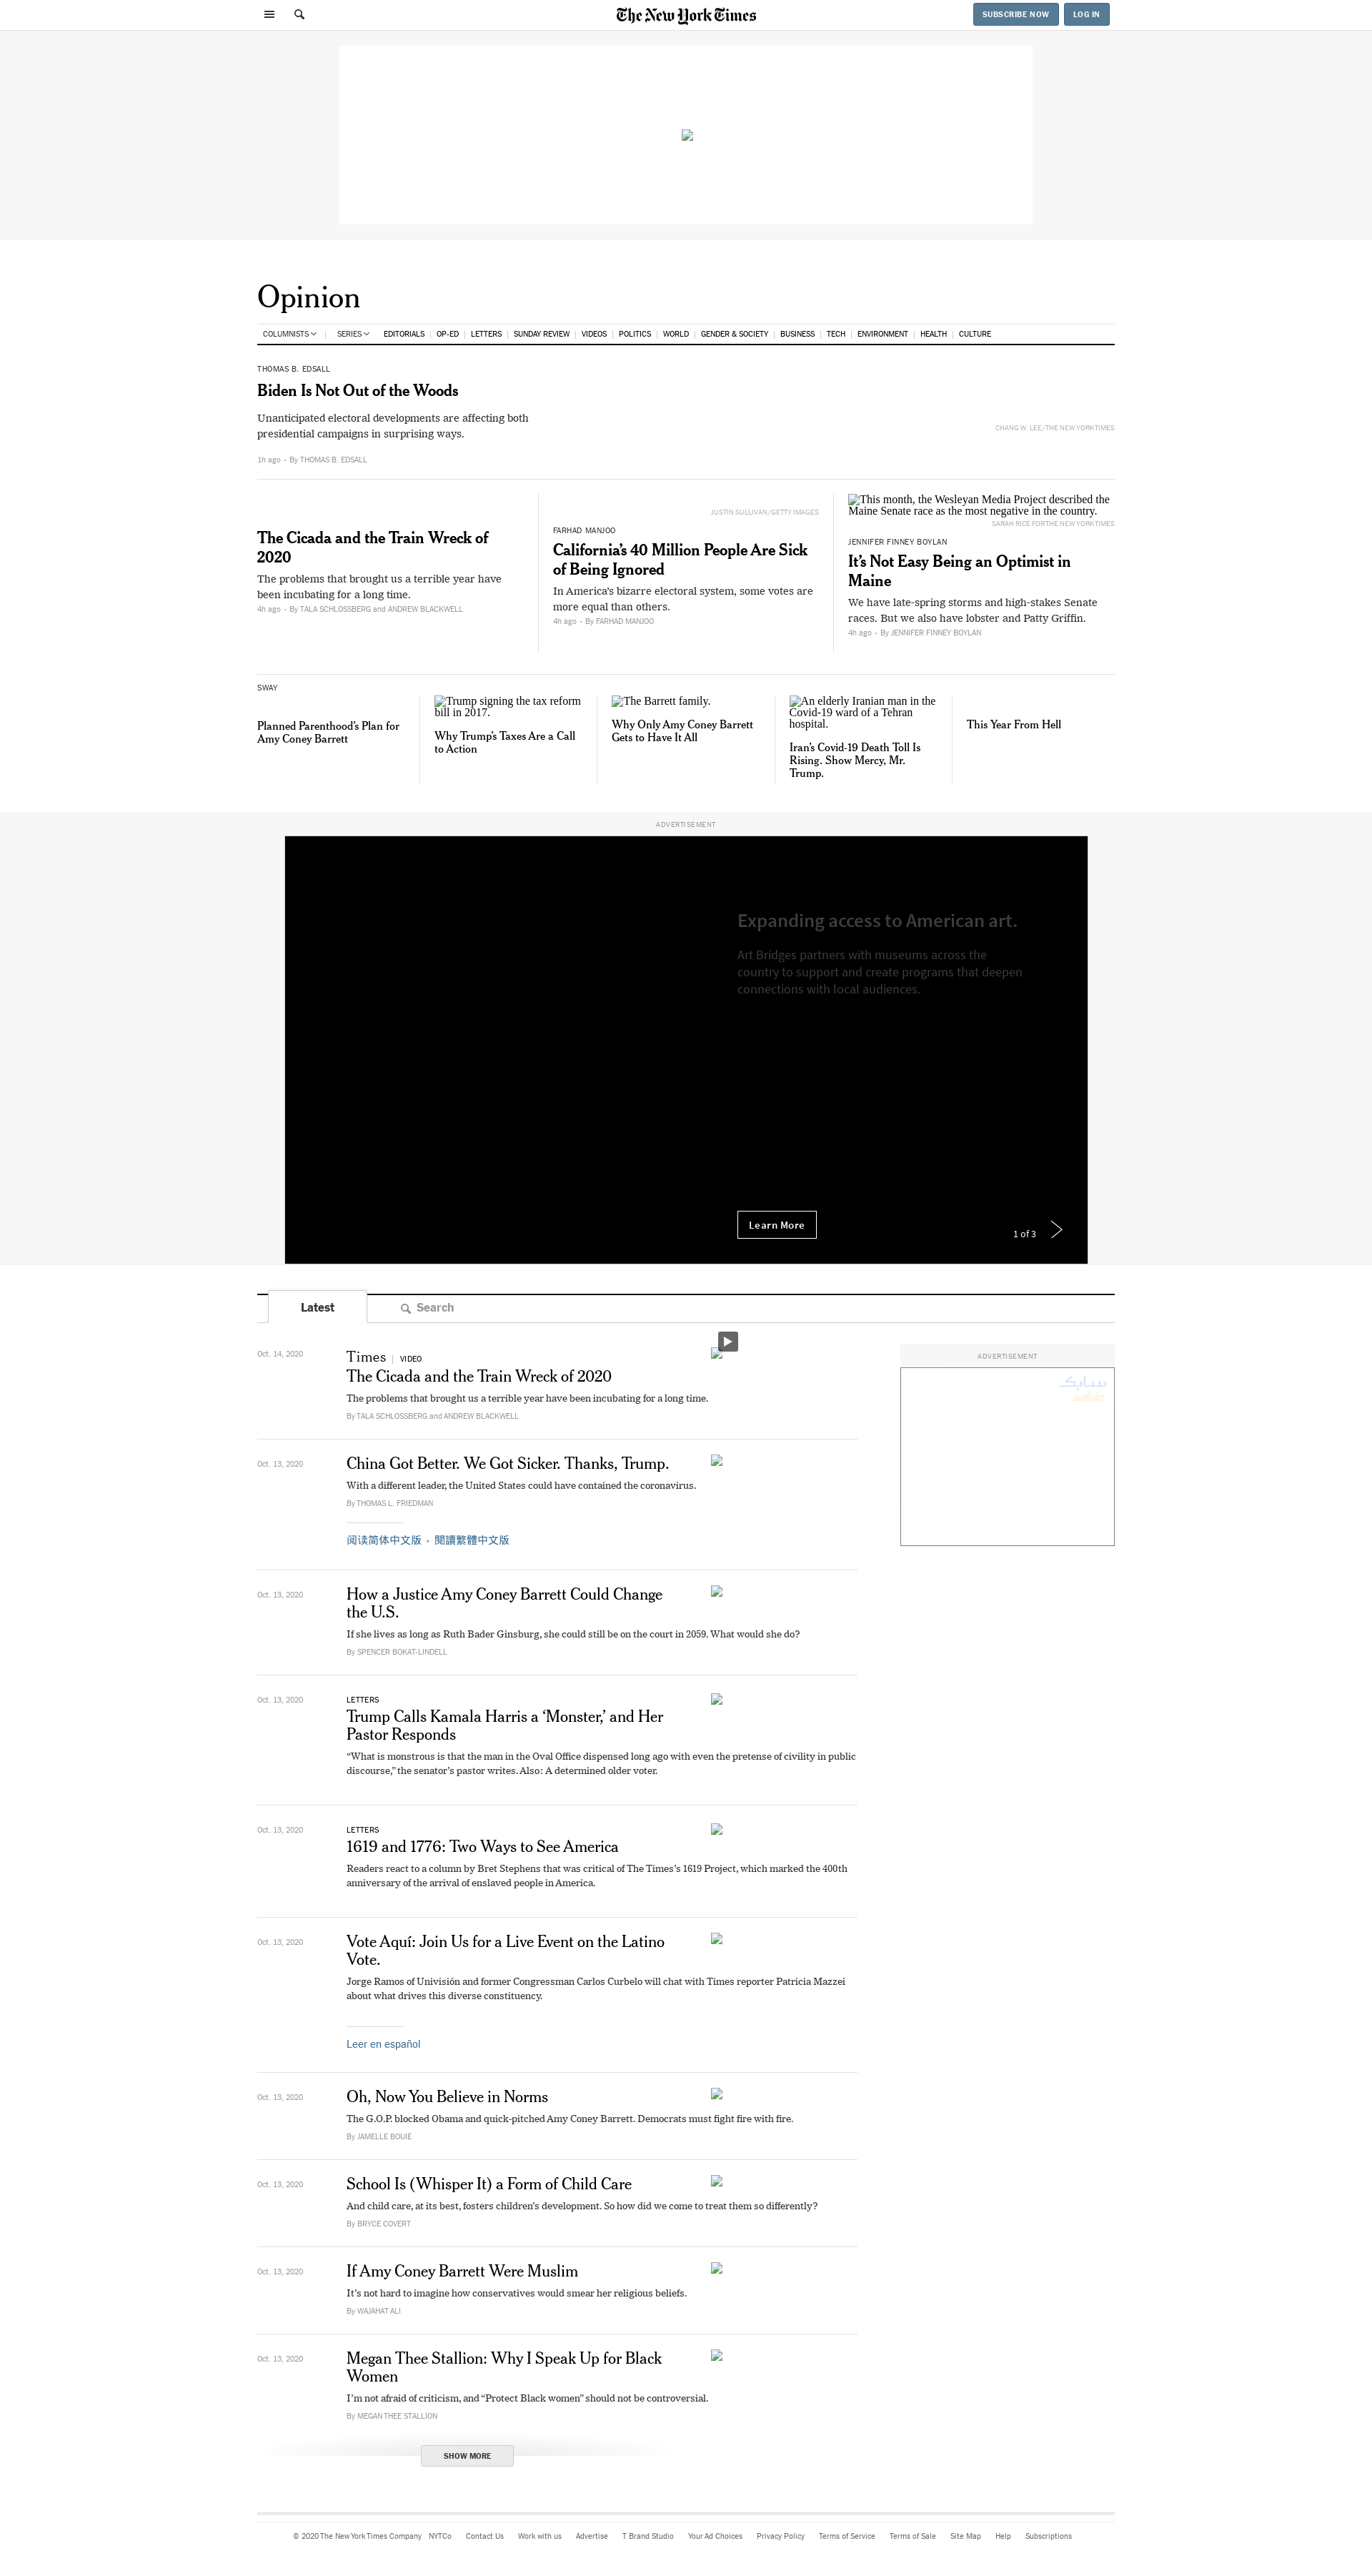 The New York Times
SUBSCRIBE NOW
LOG IN
Opinion
COLUMNISTS
SERIES
EDITORIALS
OP-ED
LETTERS
SUNDAY REVIEW
VIDEOS
POLITICS
WORLD
GENDER & SOCIETY
BUSINESS
TECH
ENVIRONMENT
HEALTH
CULTURE
THOMAS B. EDSALL
Biden Is Not Out of the Woods
Unanticipated electoral developments are affecting both
presidential campaigns in surprising ways.
1h ago • By THOMAS B. EDSALL
CHANG W. LEE/THE NEW YORK TIMES
The Cicada and the Train Wreck of
2020
The problems that brought us a terrible year have
been incubating for a long time.
4h ago • By TALA SCHLOSSBERG and ANDREW BLACKWELL
JUSTIN SULLIVAN/GETTY IMAGES
FARHAD MANJOO
California’s 40 Million People Are Sick
of Being Ignored
In America’s bizarre electoral system, some votes are
more equal than others.
4h ago • By FARHAD MANJOO
This month, the Wesleyan Media Project described the
Maine Senate race as the most negative in the country.
SARAH RICE FOR THE NEW YORK TIMES
JENNIFER FINNEY BOYLAN
It’s Not Easy Being an Optimist in
Maine
We have late-spring storms and high-stakes Senate
races. But we also have lobster and Patty Griffin.
4h ago • By JENNIFER FINNEY BOYLAN
SWAY
Planned Parenthood’s Plan for
Amy Coney Barrett
Trump signing the tax reform
bill in 2017.
Why Trump’s Taxes Are a Call
to Action
The Barrett family.
Why Only Amy Coney Barrett
Gets to Have It All
An elderly Iranian man in the
Covid-19 ward of a Tehran
hospital.
Iran’s Covid-19 Death Toll Is
Rising. Show Mercy, Mr.
Trump.
This Year From Hell
ADVERTISEMENT
Expanding access to American art.
Art Bridges partners with museums across the
country to support and create programs that deepen
connections with local audiences.
Learn More
1 of 3
Latest
Search
Oct. 14, 2020
Times | VIDEO
The Cicada and the Train Wreck of 2020
The problems that brought us a terrible year have been incubating for a long time.
By TALA SCHLOSSBERG and ANDREW BLACKWELL
ADVERTISEMENT
سابك
sabic
Oct. 13, 2020
China Got Better. We Got Sicker. Thanks, Trump.
With a different leader, the United States could have contained the coronavirus.
By THOMAS L. FRIEDMAN
阅读简体中文版 • 閱讀繁體中文版
Oct. 13, 2020
How a Justice Amy Coney Barrett Could Change
the U.S.
If she lives as long as Ruth Bader Ginsburg, she could still be on the court in 2059. What would she do?
By SPENCER BOKAT-LINDELL
Oct. 13, 2020
LETTERS
Trump Calls Kamala Harris a ‘Monster,’ and Her
Pastor Responds
“What is monstrous is that the man in the Oval Office dispensed long ago with even the pretense of civility in public
discourse,” the senator’s pastor writes. Also: A determined older voter.
Oct. 13, 2020
LETTERS
1619 and 1776: Two Ways to See America
Readers react to a column by Bret Stephens that was critical of The Times’s 1619 Project, which marked the 400th
anniversary of the arrival of enslaved people in America.
Oct. 13, 2020
Vote Aquí: Join Us for a Live Event on the Latino
Vote.
Jorge Ramos of Univisión and former Congressman Carlos Curbelo will chat with Times reporter Patricia Mazzei
about what drives this diverse constituency.
Leer en español
Oct. 13, 2020
Oh, Now You Believe in Norms
The G.O.P. blocked Obama and quick-pitched Amy Coney Barrett. Democrats must fight fire with fire.
By JAMELLE BOUIE
Oct. 13, 2020
School Is (Whisper It) a Form of Child Care
And child care, at its best, fosters children’s development. So how did we come to treat them so differently?
By BRYCE COVERT
Oct. 13, 2020
If Amy Coney Barrett Were Muslim
It’s not hard to imagine how conservatives would smear her religious beliefs.
By WAJAHAT ALI
Oct. 13, 2020
Megan Thee Stallion: Why I Speak Up for Black
Women
I’m not afraid of criticism, and “Protect Black women” should not be controversial.
By MEGAN THEE STALLION
SHOW MORE
© 2020 The New York Times Company
NYTCo
Contact Us
Work with us
Advertise
T Brand Studio
Your Ad Choices
Privacy Policy
Terms of Service
Terms of Sale
Site Map
Help
Subscriptions